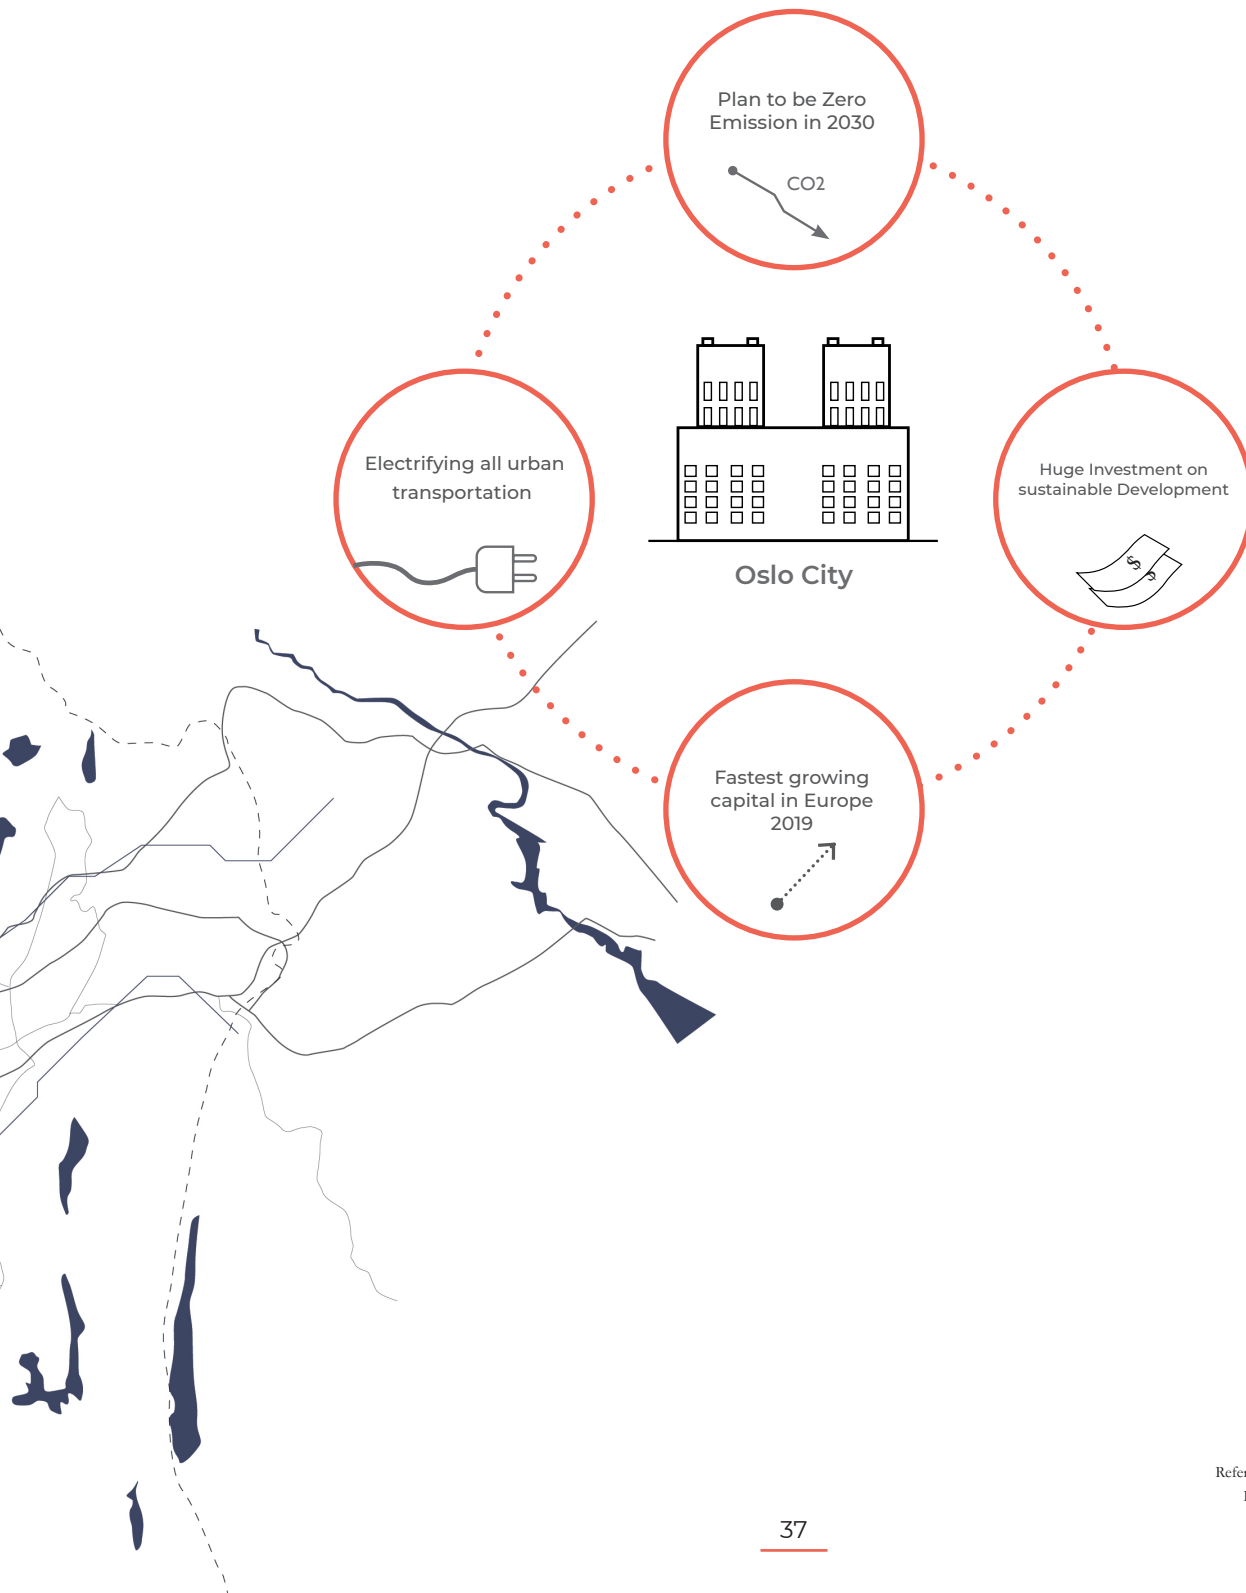 Plan to be Zero
Emission in 2030
CO2
Electrifying all urban
transportation
Huge Investment on
sustainable Development
$
$
Oslo City
Fastest growing
capital in Europe
2019
37